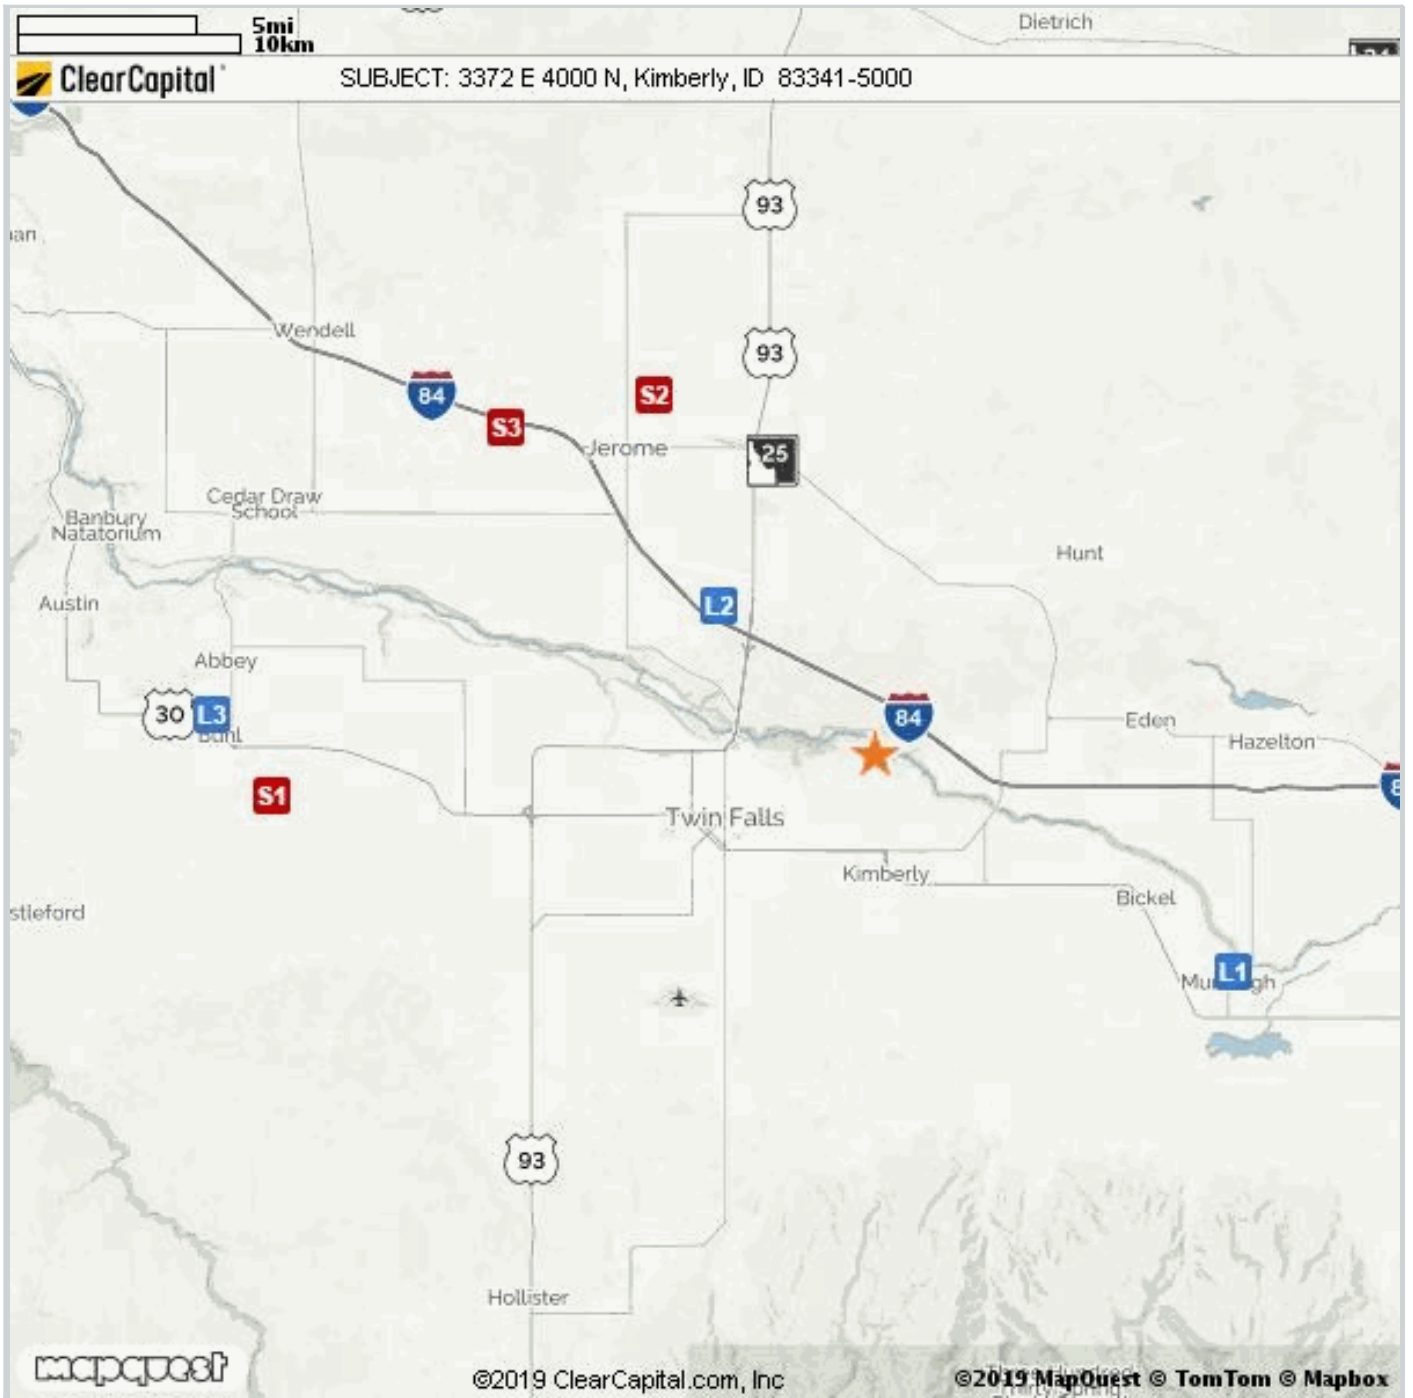 5mi
10km
Dietrich
ClearCapital
SUBJECT: 3372 E 4000 N, Kimberly, ID 83341-5000
93
Wendell
93
84
S2
S3
Jerome
25
Cedar Draw
School
Banbury
Natatorium
Hunt
Austin
L2
Abbey
30
L3
Buhl
84
Eden
Hazelton
S1
Twin Falls
Kimberly
Bickel
L1
93
Hollister
mapquest
©2019 ClearCapital.com, Inc
©2019 MapQuest © TomTom © Mapbox